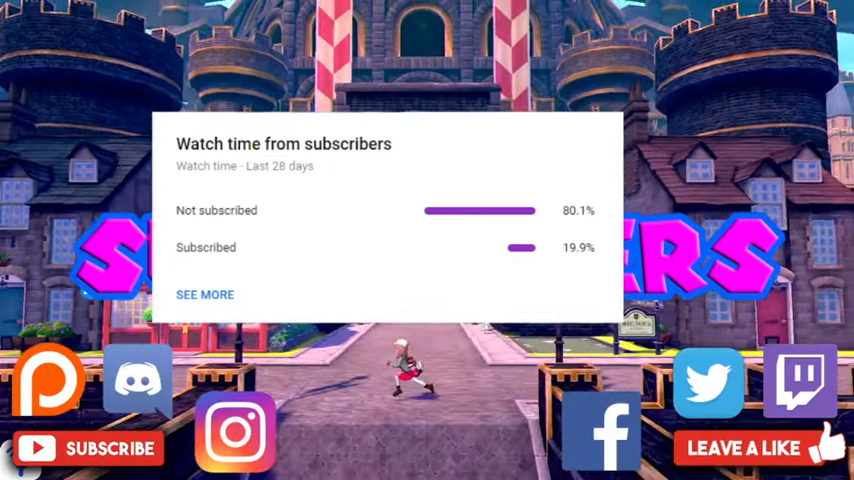 Watch time from subscribers
Watch time · Last 28 days
Not subscribed 80.1%
Subscribed 19.9%
SEE MORE
SUBSCRIBE
LEAVE A LIKE